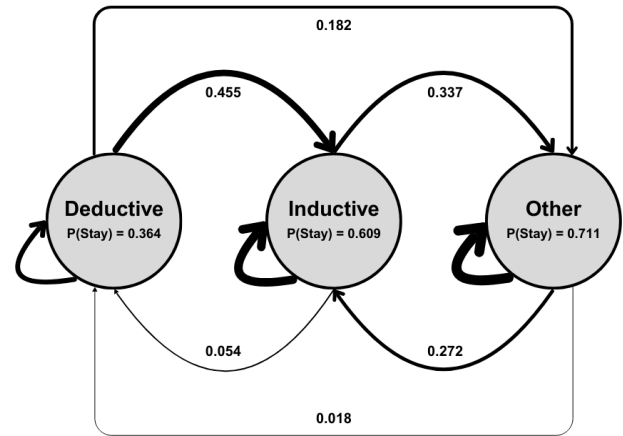 0.182
0.455
0.337
Deductive
P(Stay) = 0.364
Inductive
P(Stay) = 0.609
Other
P(Stay) = 0.711
0.054
0.272
0.018